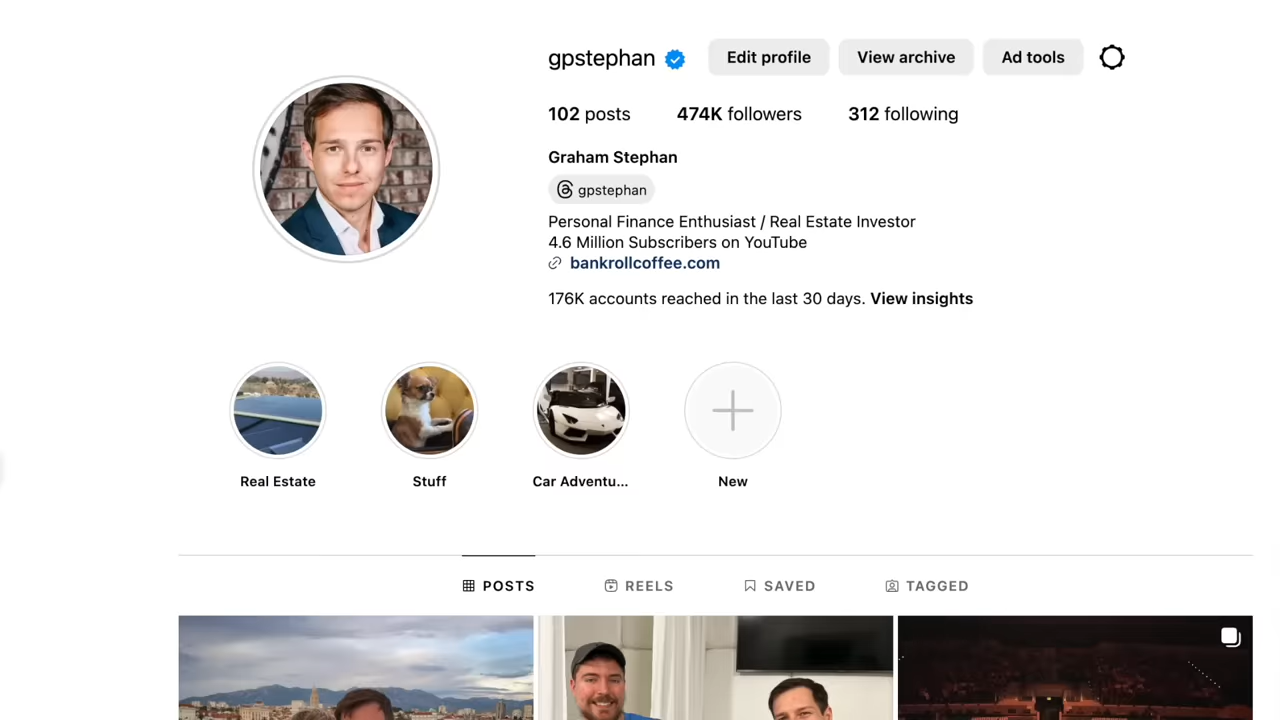 gpstephan Edit profile View archive Ad tools
102 posts 474K followers 312 following
Graham Stephan
gpstephan
Personal Finance Enthusiast / Real Estate Investor
4.6 Million Subscribers on YouTube
bankrollcoffee.com
176K accounts reached in the last 30 days. View insights
Real Estate Stuff Car Adventu... New
POSTS REELS SAVED TAGGED